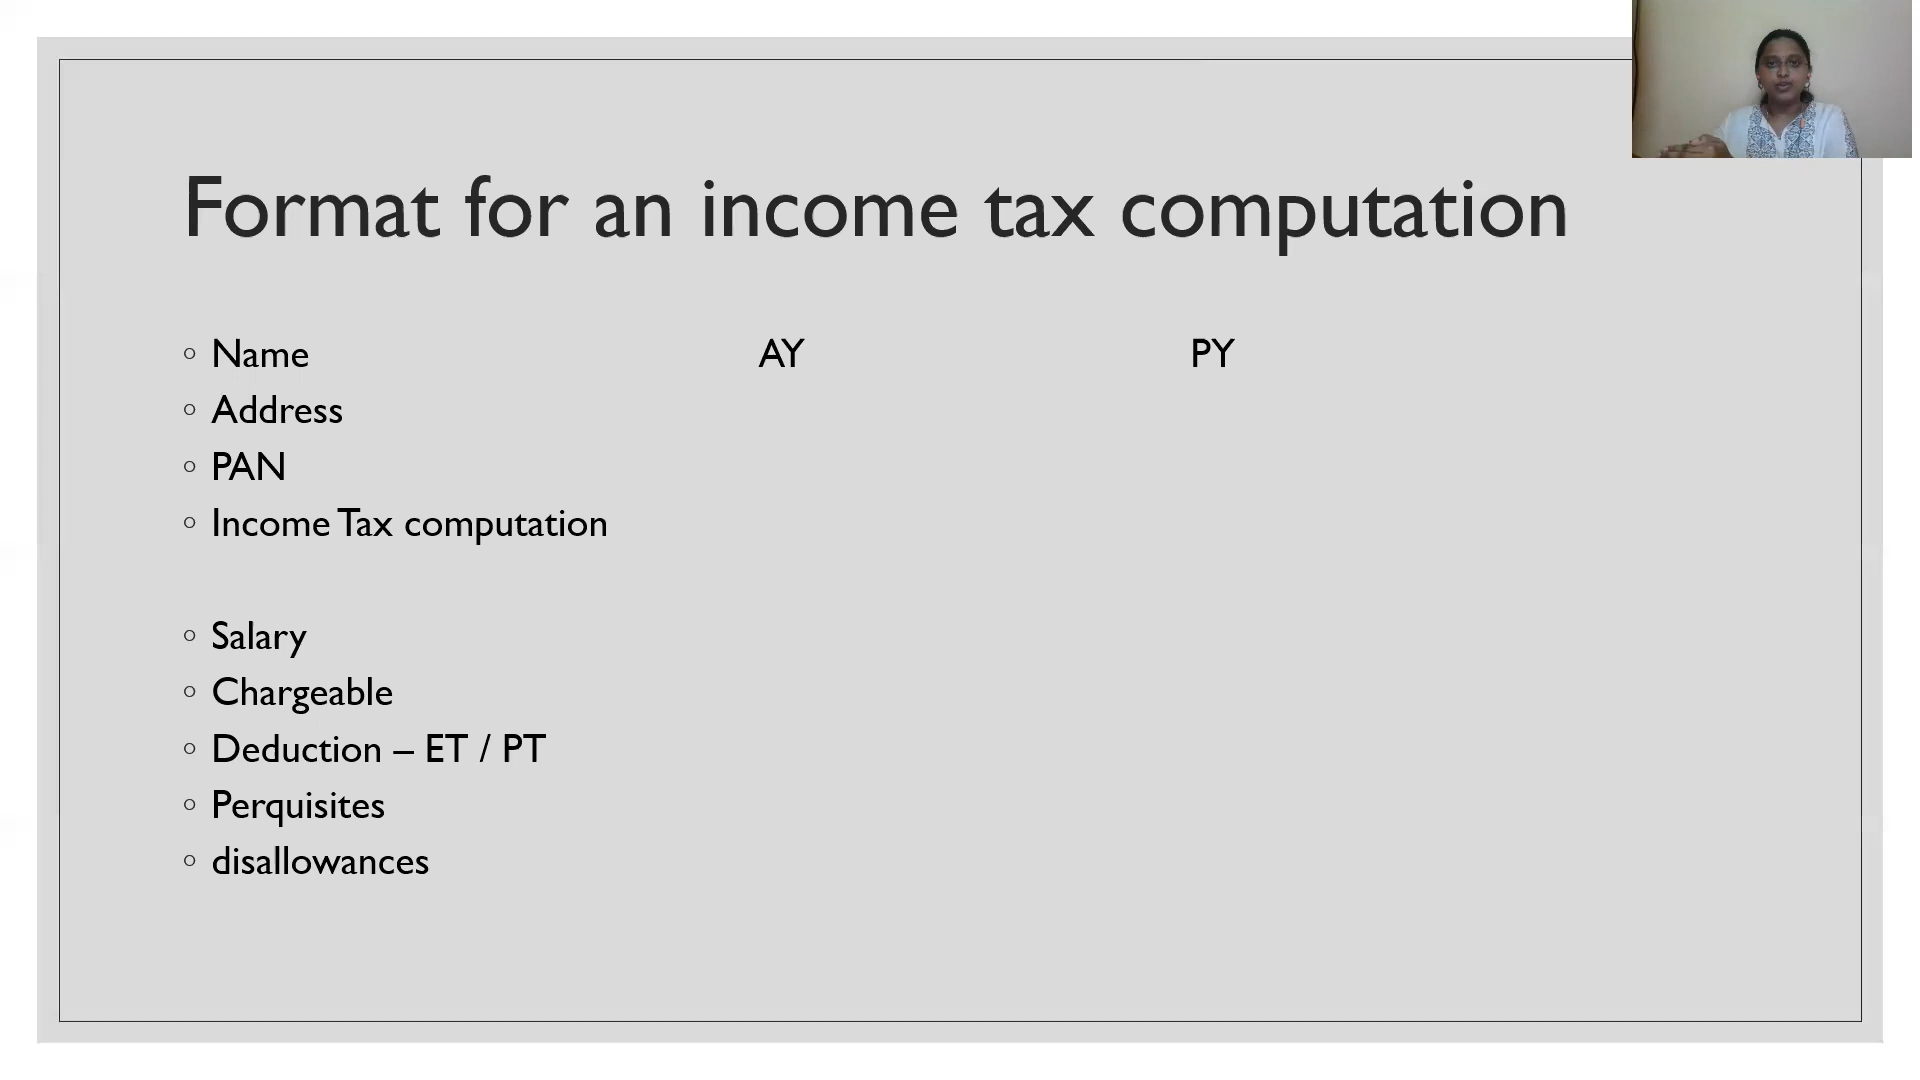 Format for an income tax computation
◦ Name AY PY
◦ Address
◦ PAN
◦ Income Tax computation
◦ Salary
◦ Chargeable
◦ Deduction – ET / PT
◦ Perquisites
◦ disallowances